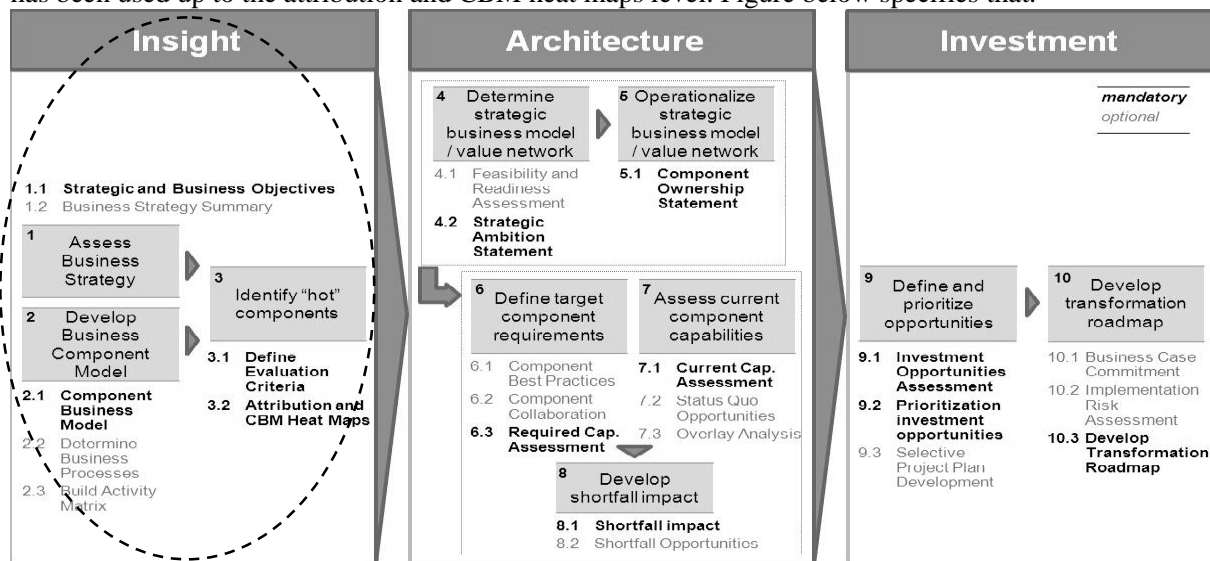 has been used up to the attribution and CBM heat maps level. Figure below specifies that.
Insight
1.1 Strategic and Business Objectives
1.2 Business Strategy Summary
1
Assess
Business
Strategy
2
Develop
Business
Component
Model
2.1 Component
Business
Model
2.2 Determine
Business
Processes
2.3 Build Activity
Matrix
3
Identify “hot”
components
3.1 Define
Evaluation
Criteria
3.2 Attribution and
CBM Heat Maps
Architecture
4 Determine
strategic
business model
/ value network
4.1 Feasibility and
Readiness
Assessment
4.2 Strategic
Ambition
Statement
5 Operationalize
strategic
business model
/ value network
5.1 Component
Ownership
Statement
6
Define target
component
requirements
6.1 Component
Best Practices
6.2 Component
Collaboration
6.3 Required Cap.
Assessment
7
Assess current
component
capabilities
7.1 Current Cap.
Assessment
7.2 Status Quo
Opportunities
7.3 Overlay Analysis
8
Develop
shortfall impact
8.1 Shortfall impact
8.2 Shortfall Opportunities
Investment
mandatory
optional
9
Define and
prioritize
opportunities
9.1 Investment
Opportunities
Assessment
9.2 Prioritization
investment
opportunities
9.3 Selective
Project Plan
Development
10
Develop
transformation
roadmap
10.1 Business Case
Commitment
10.2 Implementation
Risk
Assessment
10.3 Develop
Transformation
Roadmap